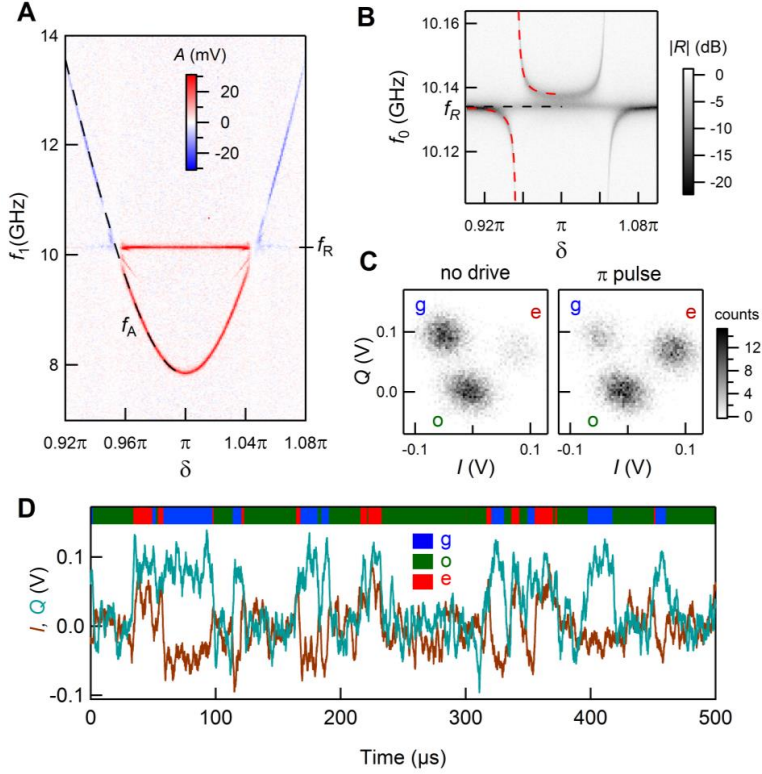 A
14
12
10
8
f₁(GHz)
A (mV)
20
0
-20
f_R
f_A
0.92π
0.96π
π
1.04π
1.08π
δ
B
10.16
10.14
f_R
10.12
f₀ (GHz)
0.92π
π
1.08π
δ
|R| (dB)
0
-5
-10
-15
-20
C
no drive
π pulse
g
e
o
g
e
o
0.1
0.0
Q (V)
-0.1
0.1
I (V)
-0.1
0.1
I (V)
counts
12
8
4
0
D
g
o
e
0.1
0.0
-0.1
I, Q (V)
0
100
200
300
400
500
Time (µs)